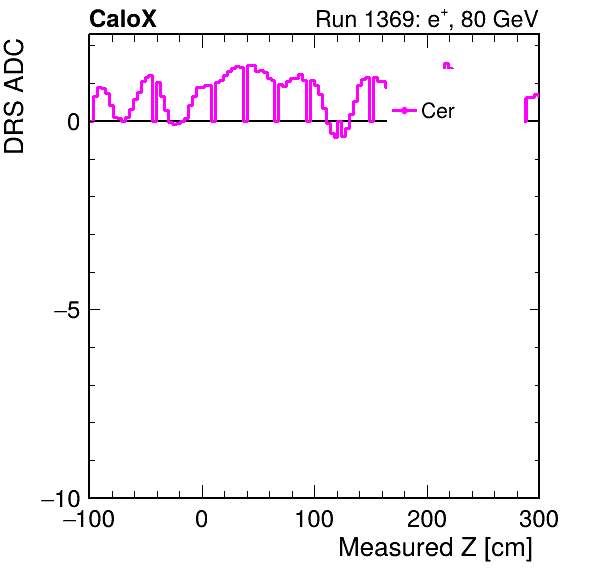 CaloX Run 1369: e⁺, 80 GeV
DRS ADC
Cer
0
−5
−10
−100 0 100 200 300
Measured Z [cm]